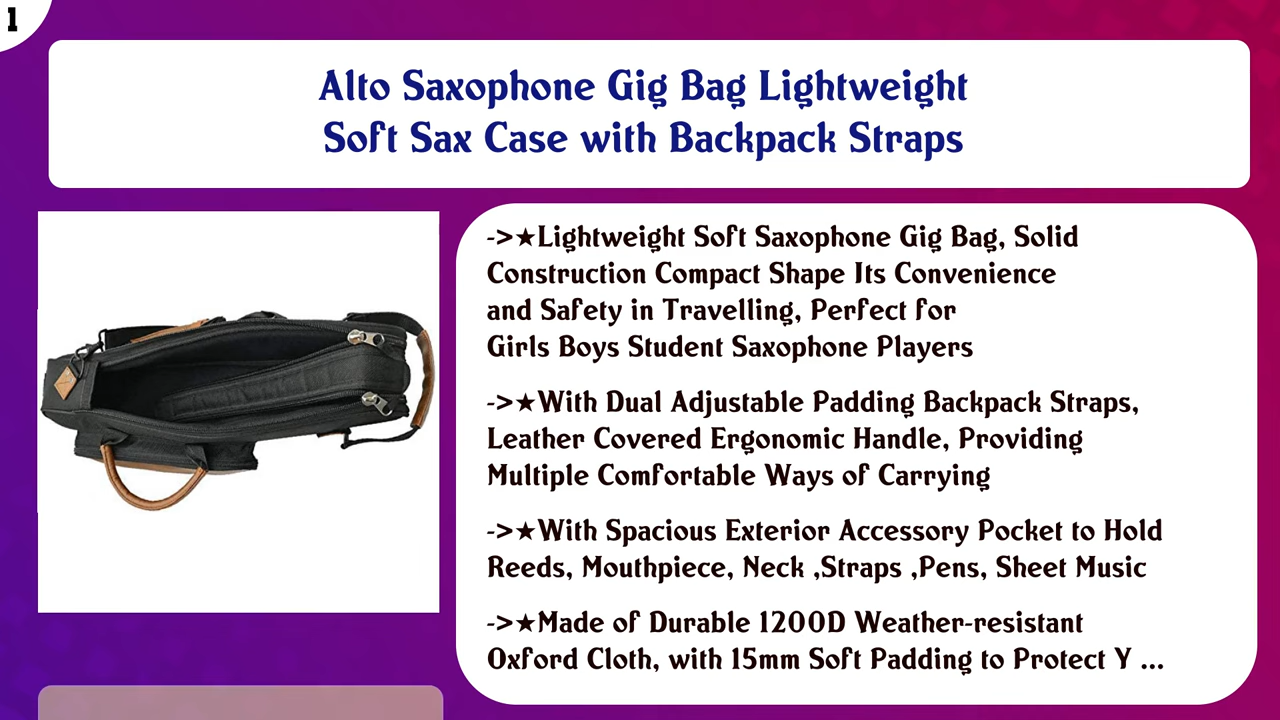 1
Alto Saxophone Gig Bag Lightweight
Soft Sax Case with Backpack Straps
->★Lightweight Soft Saxophone Gig Bag, Solid
Construction Compact Shape Its Convenience
and Safety in Travelling, Perfect for
Girls Boys Student Saxophone Players
->★With Dual Adjustable Padding Backpack Straps,
Leather Covered Ergonomic Handle, Providing
Multiple Comfortable Ways of Carrying
->★With Spacious Exterior Accessory Pocket to Hold
Reeds, Mouthpiece, Neck ,Straps ,Pens, Sheet Music
->★Made of Durable 1200D Weather-resistant
Oxford Cloth, with 15mm Soft Padding to Protect Y ...